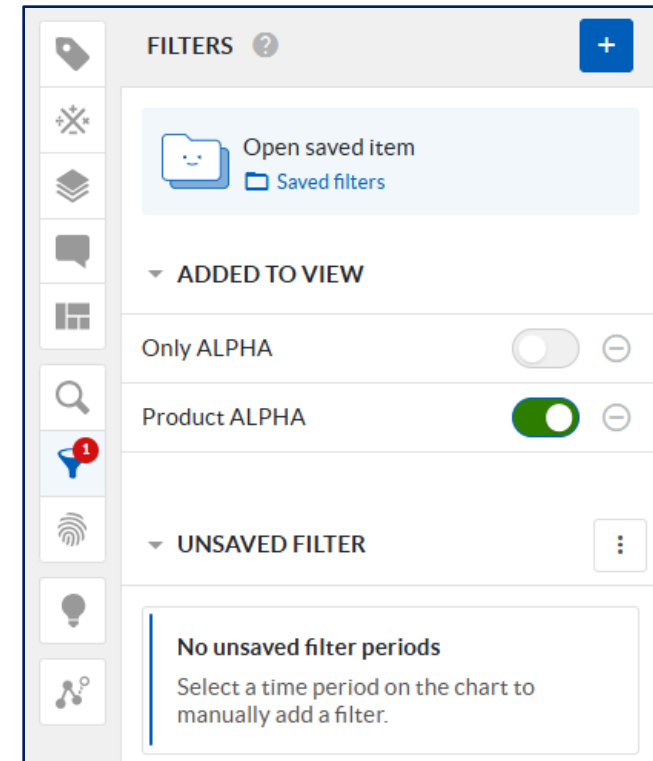 FILTERS ?
+
Open saved item
Saved filters
ADDED TO VIEW
Only ALPHA
Product ALPHA
1
UNSAVED FILTER
No unsaved filter periods
Select a time period on the chart to
manually add a filter.